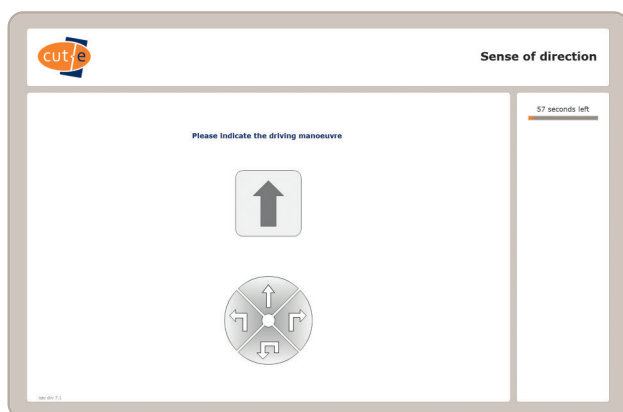 cut-e
Sense of direction
57 seconds left
Please indicate the driving manoeuvre